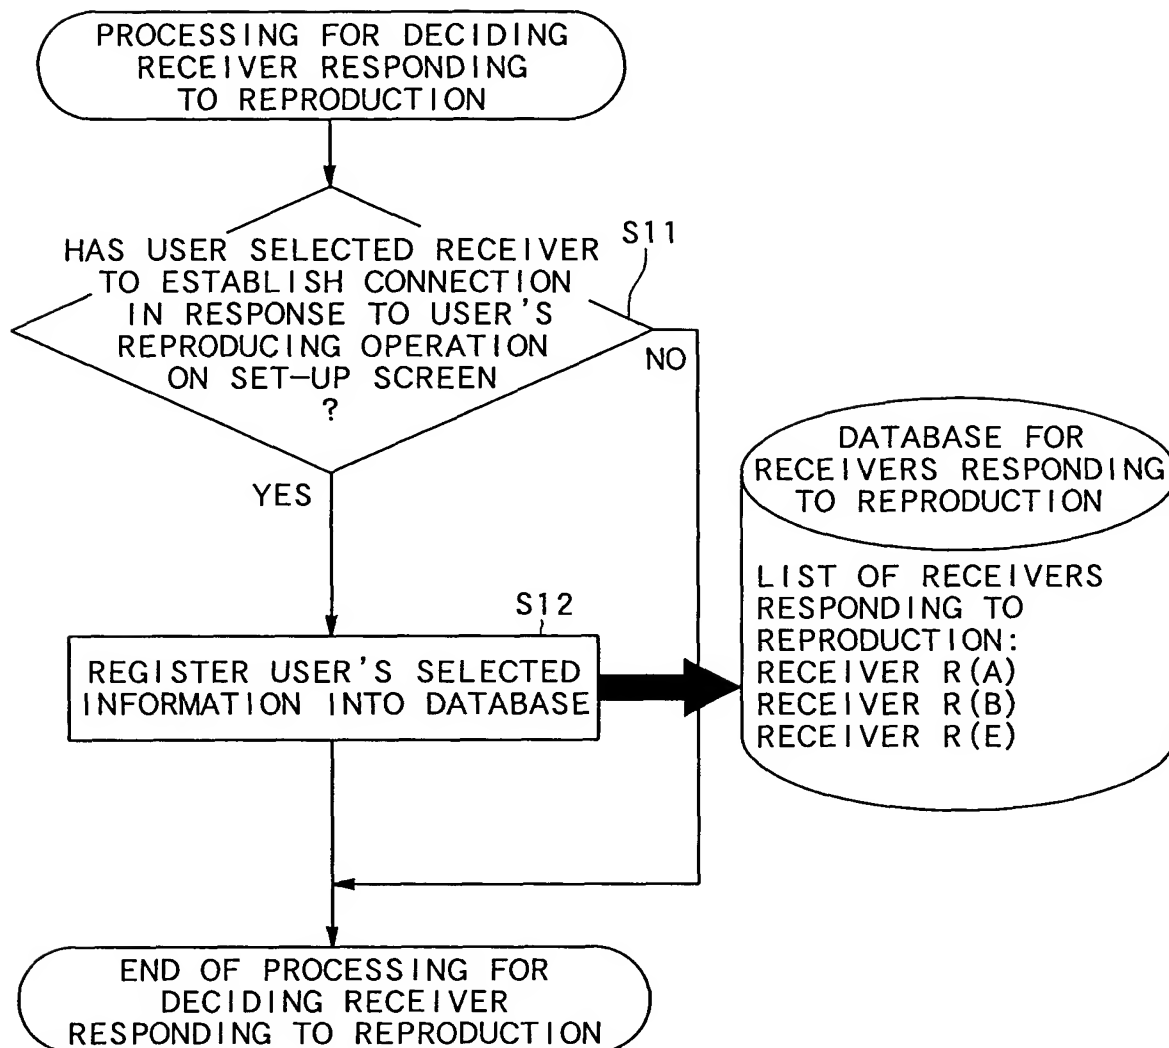 PROCESSING FOR DECIDING
RECEIVER RESPONDING
TO REPRODUCTION
S11
HAS USER SELECTED RECEIVER
TO ESTABLISH CONNECTION
IN RESPONSE TO USER'S
REPRODUCING OPERATION
ON SET-UP SCREEN
?
NO
YES
DATABASE FOR
RECEIVERS RESPONDING
TO REPRODUCTION
LIST OF RECEIVERS
RESPONDING TO
REPRODUCTION:
RECEIVER R(A)
RECEIVER R(B)
RECEIVER R(E)
S12
REGISTER USER'S SELECTED
INFORMATION INTO DATABASE
END OF PROCESSING FOR
DECIDING RECEIVER
RESPONDING TO REPRODUCTION